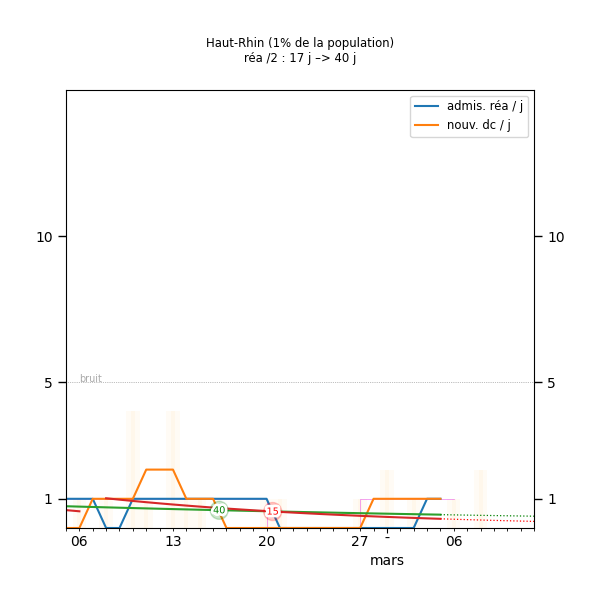 Haut-Rhin (1% de la population)
réa /2 : 17 j –> 40 j
admis. réa / j
nouv. dc / j
10 10
bruit 5 5
40 15
1 1
06 13 20 27 - 06
mars